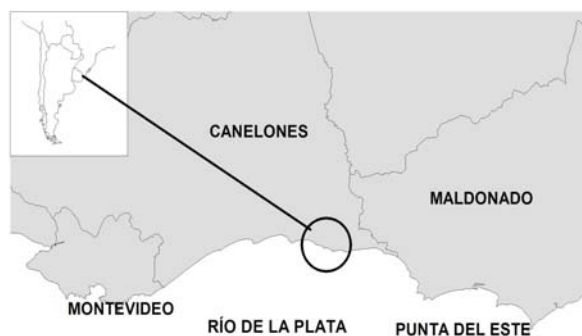 CANELONES
MALDONADO
MONTEVIDEO
RÍO DE LA PLATA
PUNTA DEL ESTE